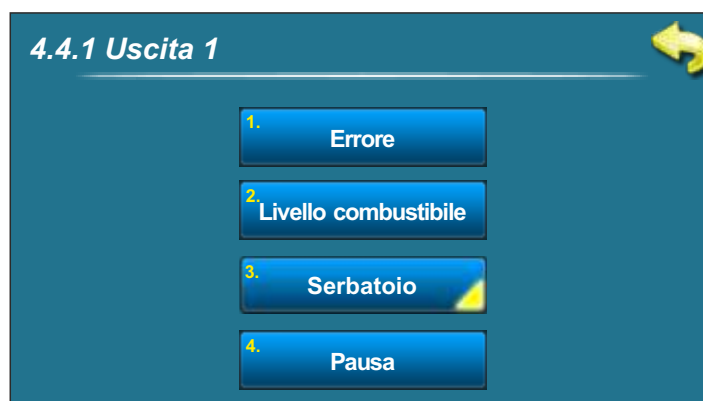 4.4.1 Uscita 1
1.
Errore
2.
Livello combustibile
3.
Serbatoio
4.
Pausa